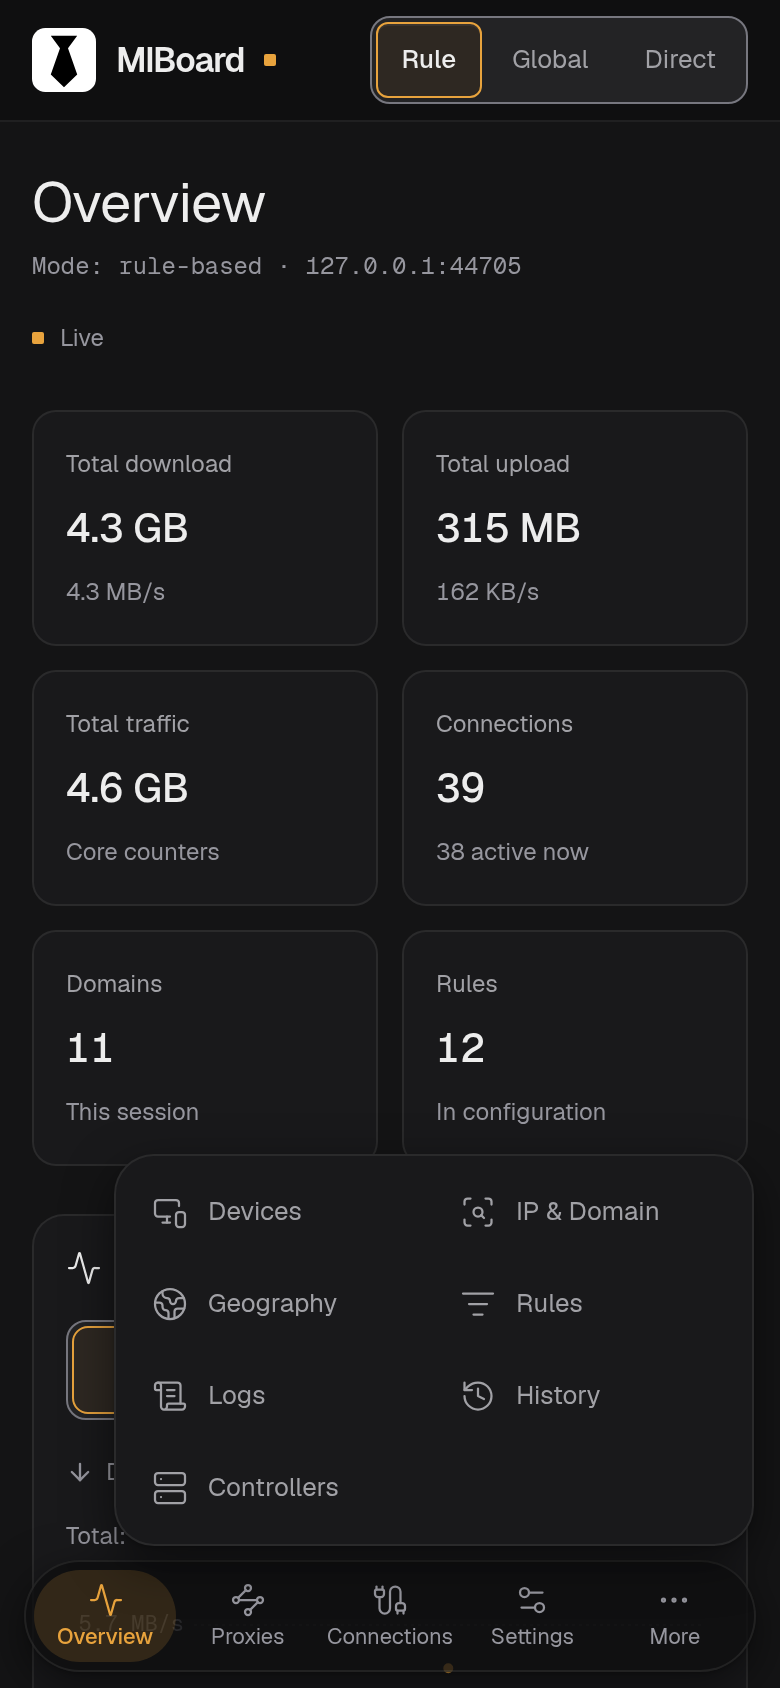 MIBoard
Rule Global Direct
Overview
Mode: rule-based · 127.0.0.1:44705
Live
Total download
4.3 GB
4.3 MB/s
Total upload
315 MB
162 KB/s
Total traffic
4.6 GB
Core counters
Connections
39
38 active now
Domains
11
This session
Rules
12
In configuration
Devices
IP & Domain
Geography
Rules
Logs
History
Controllers
Total:
5.7 MB/s
Overview
Proxies
Connections
Settings
More